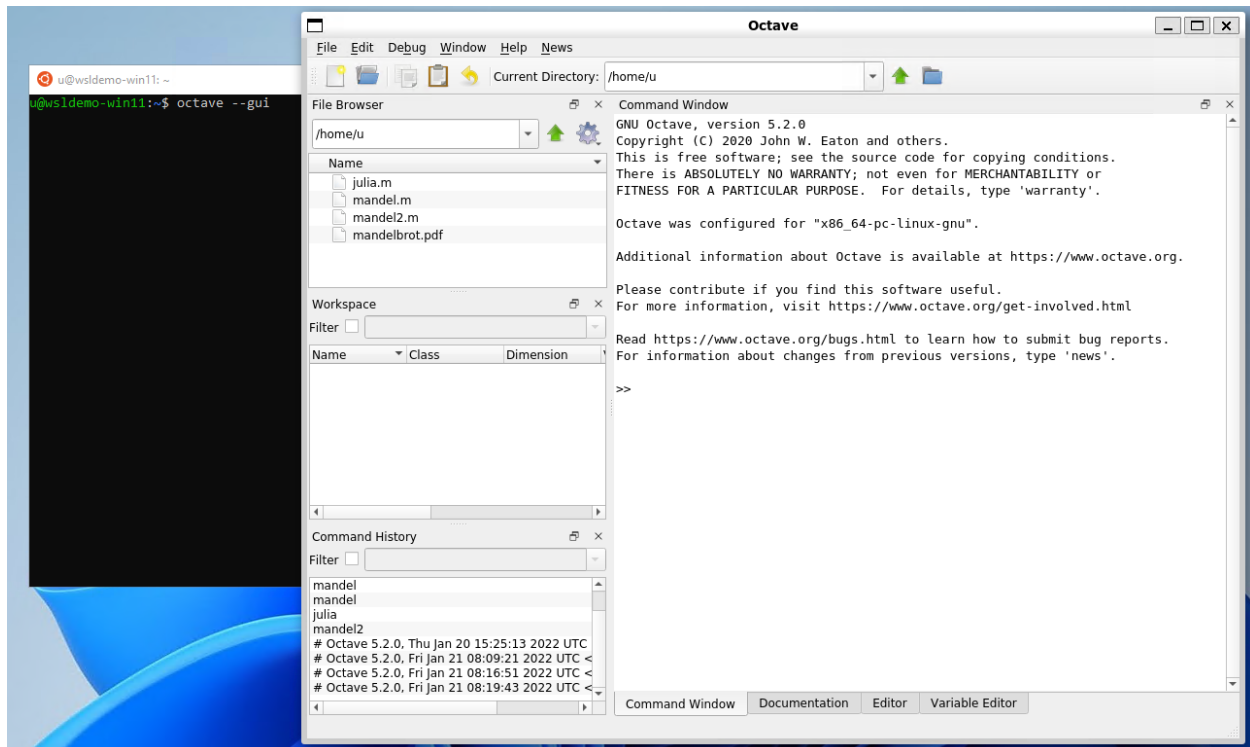 u@wsldemo-win11: ~
u@wsldemo-win11:~$ octave --gui
Octave
File Edit Debug Window Help News
Current Directory: /home/u
File Browser
/home/u
Name
julia.m
mandel.m
mandel2.m
mandelbrot.pdf
Workspace
Filter
Name Class Dimension
Command History
Filter
mandel
mandel
julia
mandel2
# Octave 5.2.0, Thu Jan 20 15:25:13 2022 UTC
# Octave 5.2.0, Fri Jan 21 08:09:21 2022 UTC <
# Octave 5.2.0, Fri Jan 21 08:16:51 2022 UTC <
# Octave 5.2.0, Fri Jan 21 08:19:43 2022 UTC <
Command Window
GNU Octave, version 5.2.0
Copyright (C) 2020 John W. Eaton and others.
This is free software; see the source code for copying conditions.
There is ABSOLUTELY NO WARRANTY; not even for MERCHANTABILITY or
FITNESS FOR A PARTICULAR PURPOSE.  For details, type 'warranty'.
Octave was configured for "x86_64-pc-linux-gnu".
Additional information about Octave is available at https://www.octave.org.
Please contribute if you find this software useful.
For more information, visit https://www.octave.org/get-involved.html
Read https://www.octave.org/bugs.html to learn how to submit bug reports.
For information about changes from previous versions, type 'news'.
>>
Command Window Documentation Editor Variable Editor